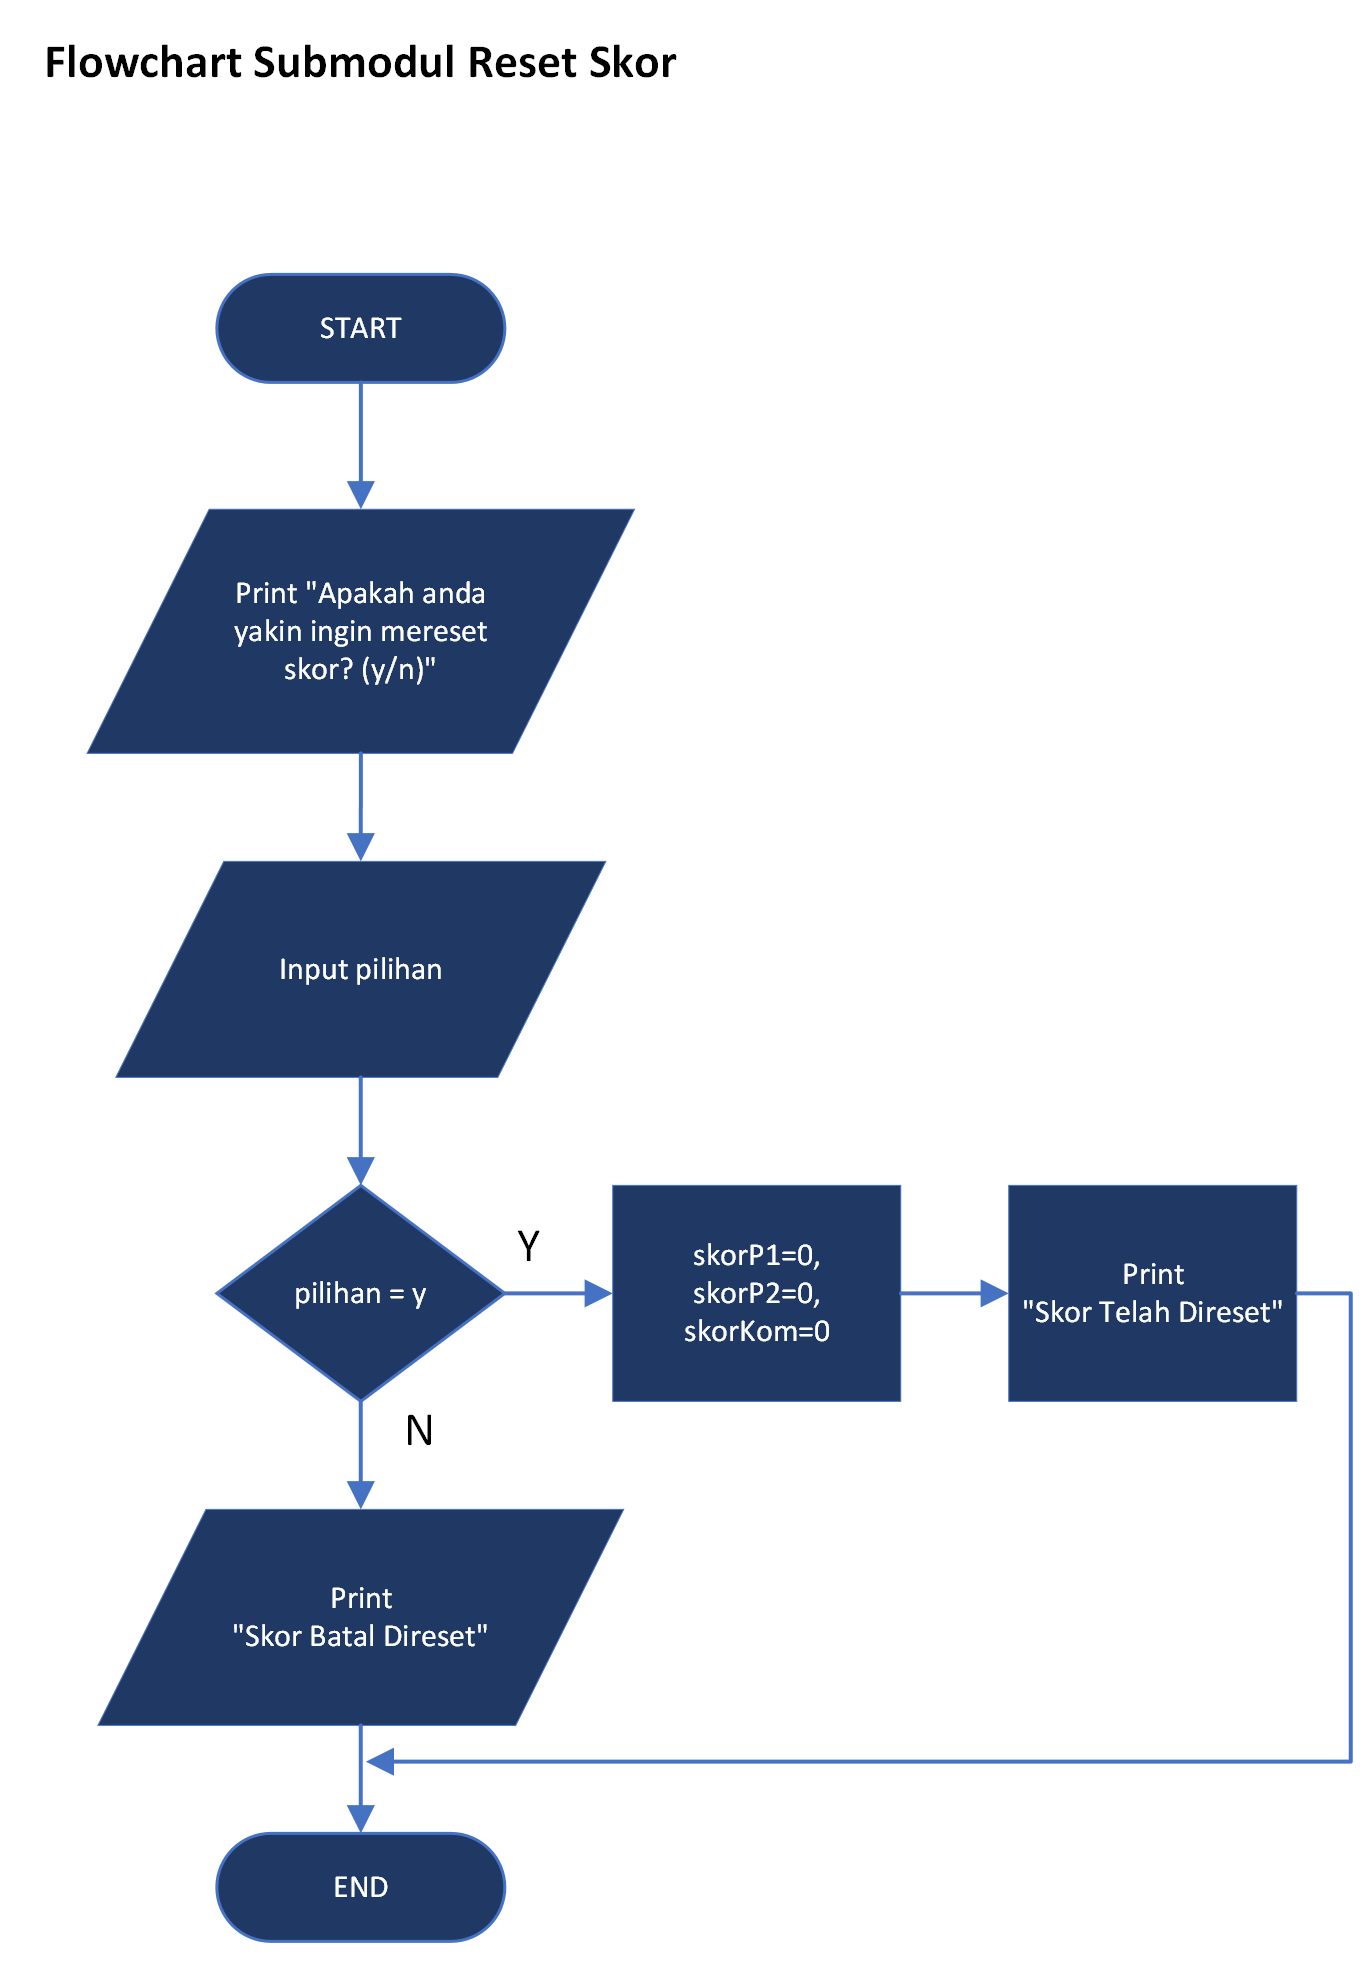 Flowchart Submodul Reset Skor
START
Print "Apakah anda
yakin ingin mereset
skor? (y/n)"
Input pilihan
pilihan = y
Y
skorP1=0,
skorP2=0,
skorKom=0
Print
"Skor Telah Direset"
N
Print
"Skor Batal Direset"
END